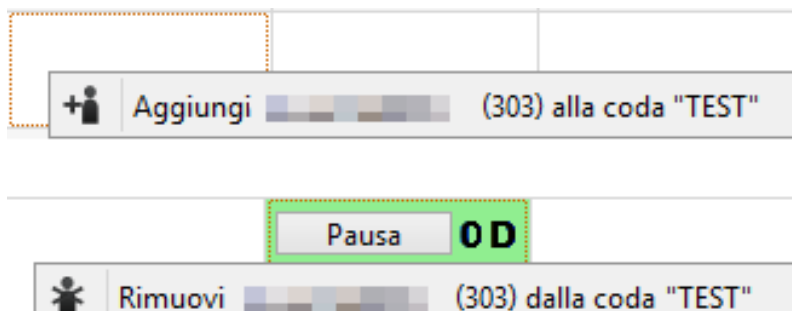 Aggiungi (303) alla coda "TEST"
Pausa 0 D
Rimuovi (303) dalla coda "TEST"